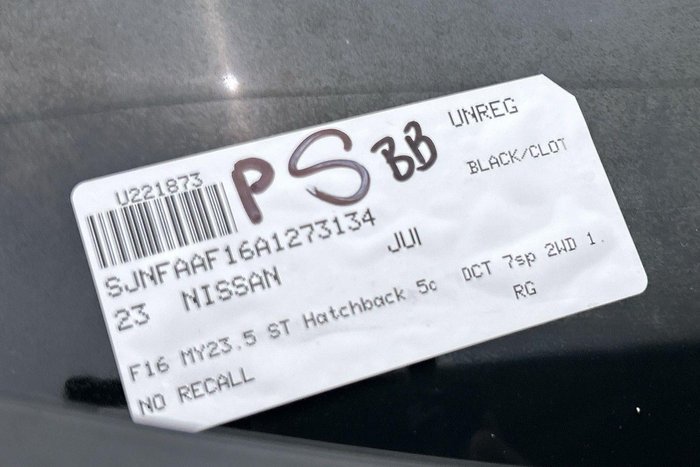 U221873 PS BB UNREG
BLACK/CLOT
SJNFAAF16A1273134
23 NISSAN JUI
F16 MY23.5 ST Hatchback 5c DCT 7sp 2WD 1.
NO RECALL RG